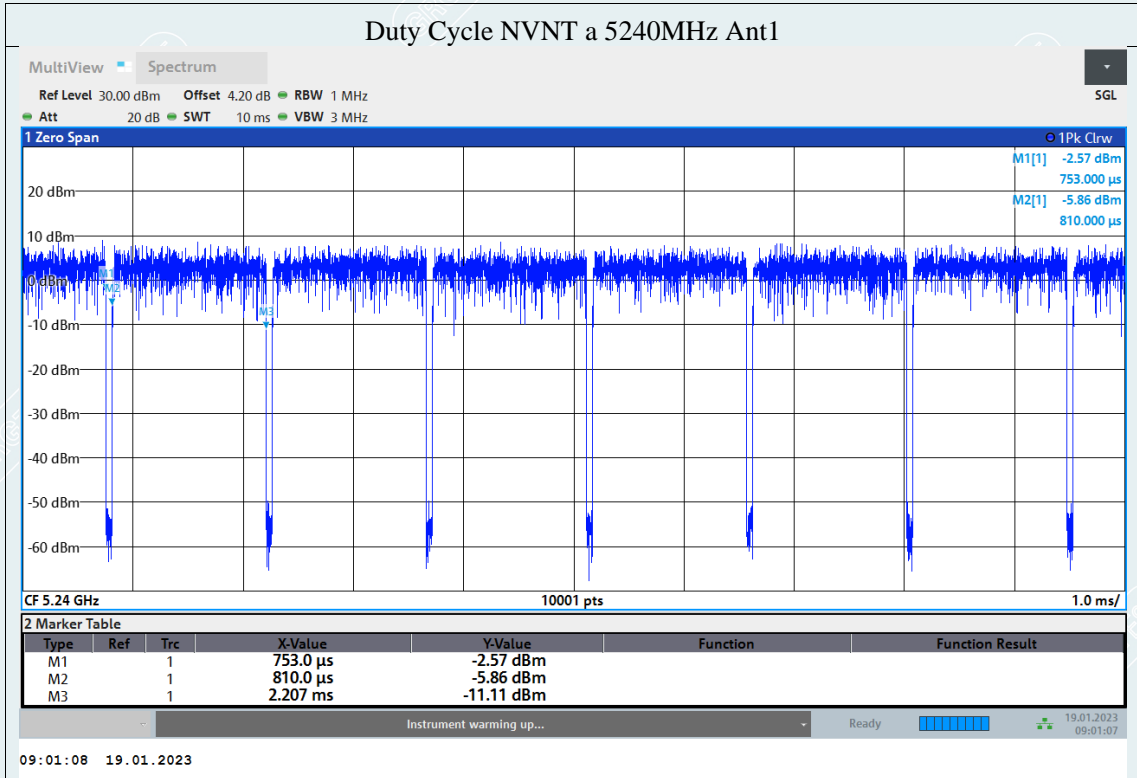 Duty Cycle NVNT a 5240MHz Ant1
MultiView Spectrum
Ref Level 30.00 dBm Offset 4.20 dB RBW 1 MHz
SGL
Att 20 dB SWT 10 ms VBW 3 MHz
1 Zero Span 1Pk Clrw
M1[1] -2.57 dBm
753.000 µs
20 dBm
M2[1] -5.86 dBm
810.000 µs
10 dBm
M1
0 dBm
M2
M3
-10 dBm
-20 dBm
-30 dBm
-40 dBm
-50 dBm
-60 dBm
CF 5.24 GHz 10001 pts 1.0 ms/
2 Marker Table
Type Ref Trc X-Value Y-Value Function Function Result
M1 1 753.0 µs -2.57 dBm
M2 1 810.0 µs -5.86 dBm
M3 1 2.207 ms -11.11 dBm
Instrument warming up... Ready 19.01.2023
09:01:07
09:01:08 19.01.2023